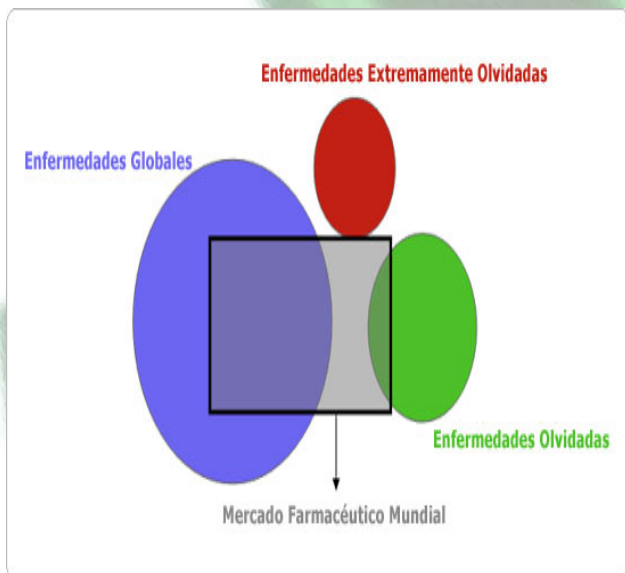 Enfermedades Extremamente Olvidadas
Enfermedades Globales
Enfermedades Olvidadas
Mercado Farmacéutico Mundial